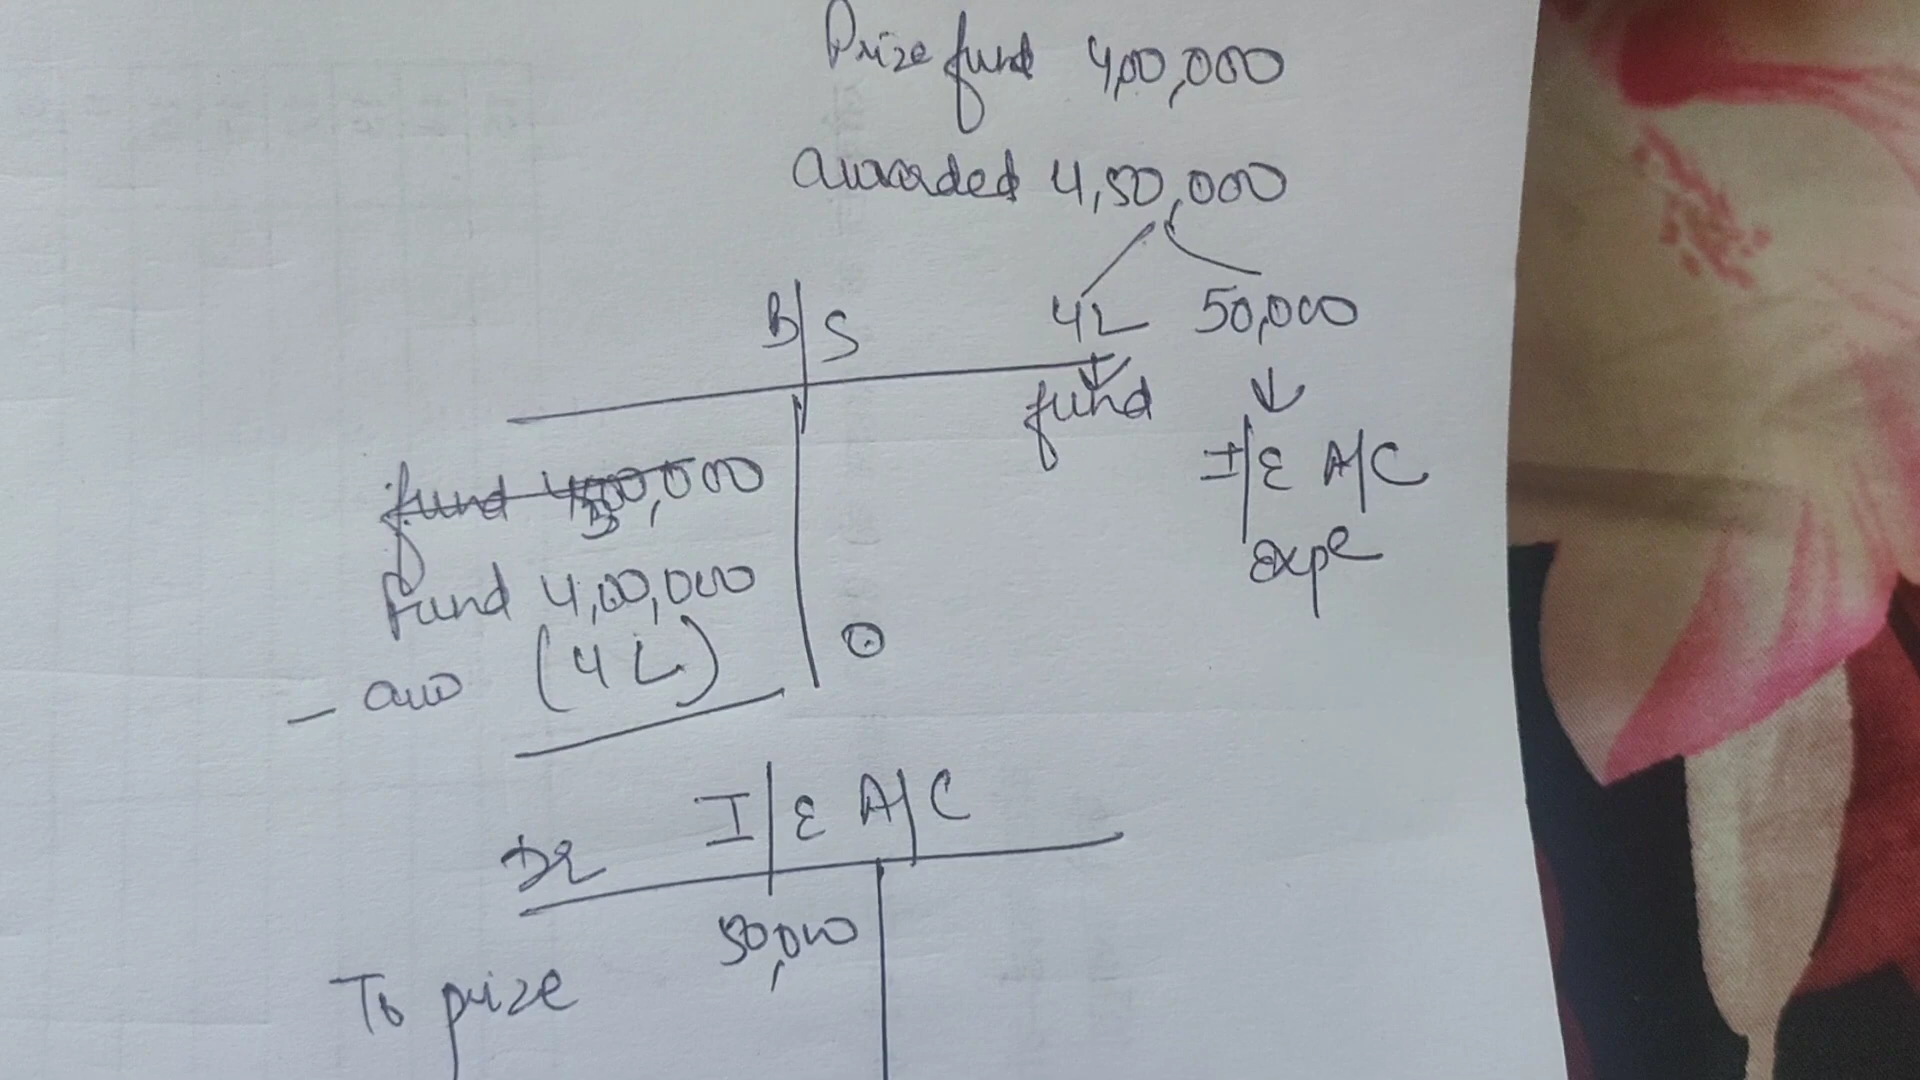 Prize fund 4,00,000
awarded 4,50,000
B/S 4L 50,000
fund I/E A/C
expe
fund 4,00,000
fund 4,00,000
- aw (4L) 0
Dr I/E A/C
50,000
To prize